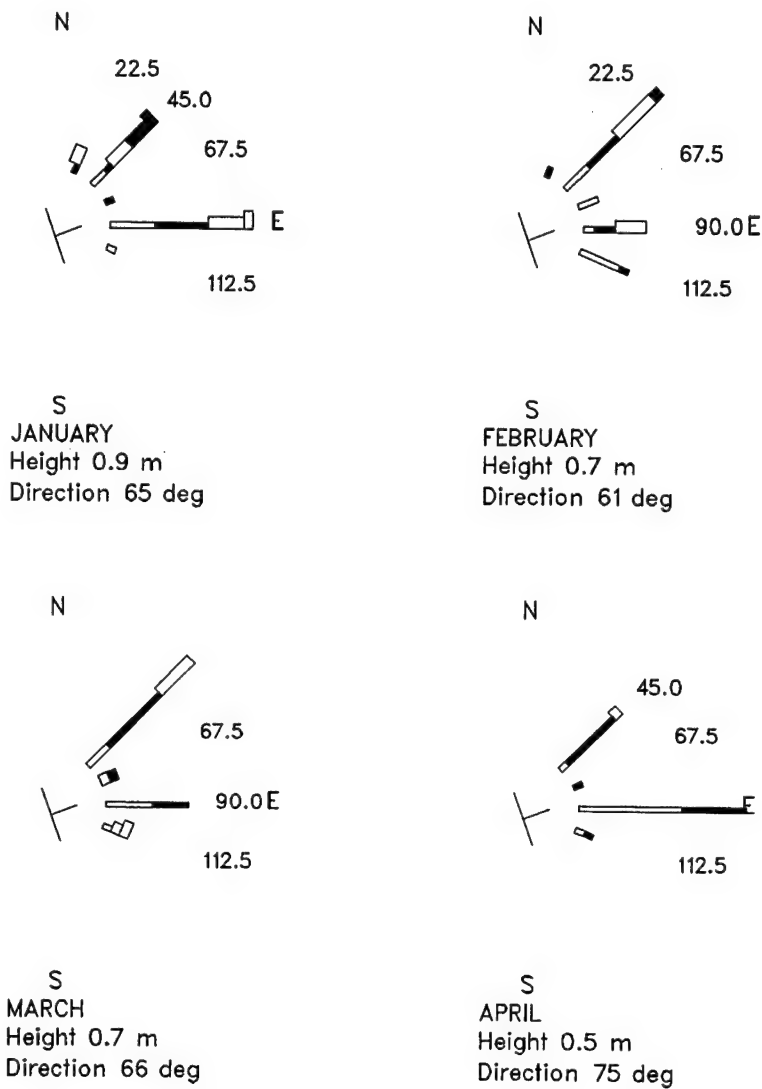 N
22.5
45.0
67.5
E
112.5
S
JANUARY
Height 0.9 m
Direction 65 deg
N
22.5
67.5
90.0 E
112.5
S
FEBRUARY
Height 0.7 m
Direction 61 deg
N
67.5
90.0 E
112.5
S
MARCH
Height 0.7 m
Direction 66 deg
N
45.0
67.5
E
112.5
S
APRIL
Height 0.5 m
Direction 75 deg